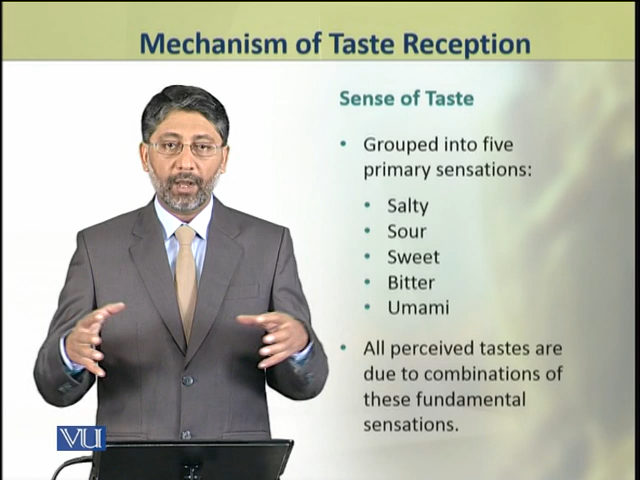 Mechanism of Taste Reception
Sense of Taste
• Grouped into five
primary sensations:
• Salty
• Sour
• Sweet
• Bitter
• Umami
• All perceived tastes are
due to combinations of
these fundamental
sensations.
VU